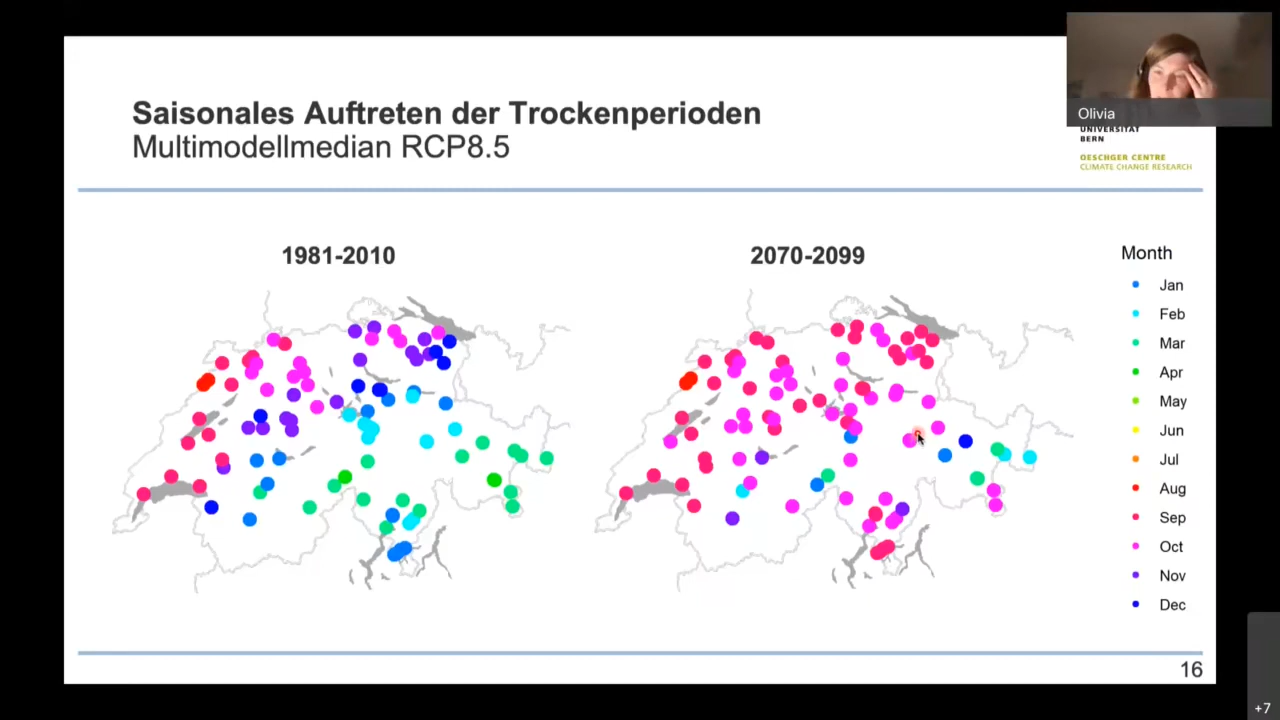 Saisonales Auftreten der Trockenperioden
Multimodellmedian RCP8.5
Olivia
UNIVERSITÄT
BERN
OESCHGER CENTRE
CLIMATE CHANGE RESEARCH
1981-2010
2070-2099
Month
Jan
Feb
Mar
Apr
May
Jun
Jul
Aug
Sep
Oct
Nov
Dec
16
+7